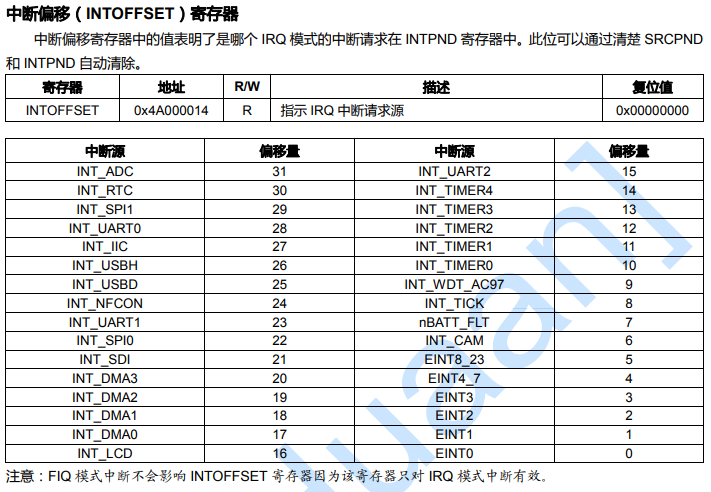 中断偏移（INTOFFSET）寄存器
中断偏移寄存器中的值表明了是哪个 IRQ 模式的中断请求在 INTPND 寄存器中。此位可以通过清楚 SRCPND
和 INTPND 自动清除。
寄存器 地址 R/W 描述 复位值
INTOFFSET 0x4A000014 R 指示 IRQ 中断请求源 0x00000000
中断源 偏移量 中断源 偏移量
INT_ADC 31 INT_UART2 15
INT_RTC 30 INT_TIMER4 14
INT_SPI1 29 INT_TIMER3 13
INT_UART0 28 INT_TIMER2 12
INT_IIC 27 INT_TIMER1 11
INT_USBH 26 INT_TIMER0 10
INT_USBD 25 INT_WDT_AC97 9
INT_NFCON 24 INT_TICK 8
INT_UART1 23 nBATT_FLT 7
INT_SPI0 22 INT_CAM 6
INT_SDI 21 EINT8_23 5
INT_DMA3 20 EINT4_7 4
INT_DMA2 19 EINT3 3
INT_DMA1 18 EINT2 2
INT_DMA0 17 EINT1 1
INT_LCD 16 EINT0 0
注意：FIQ 模式中断不会影响 INTOFFSET 寄存器因为该寄存器只对 IRQ 模式中断有效。
duaan]